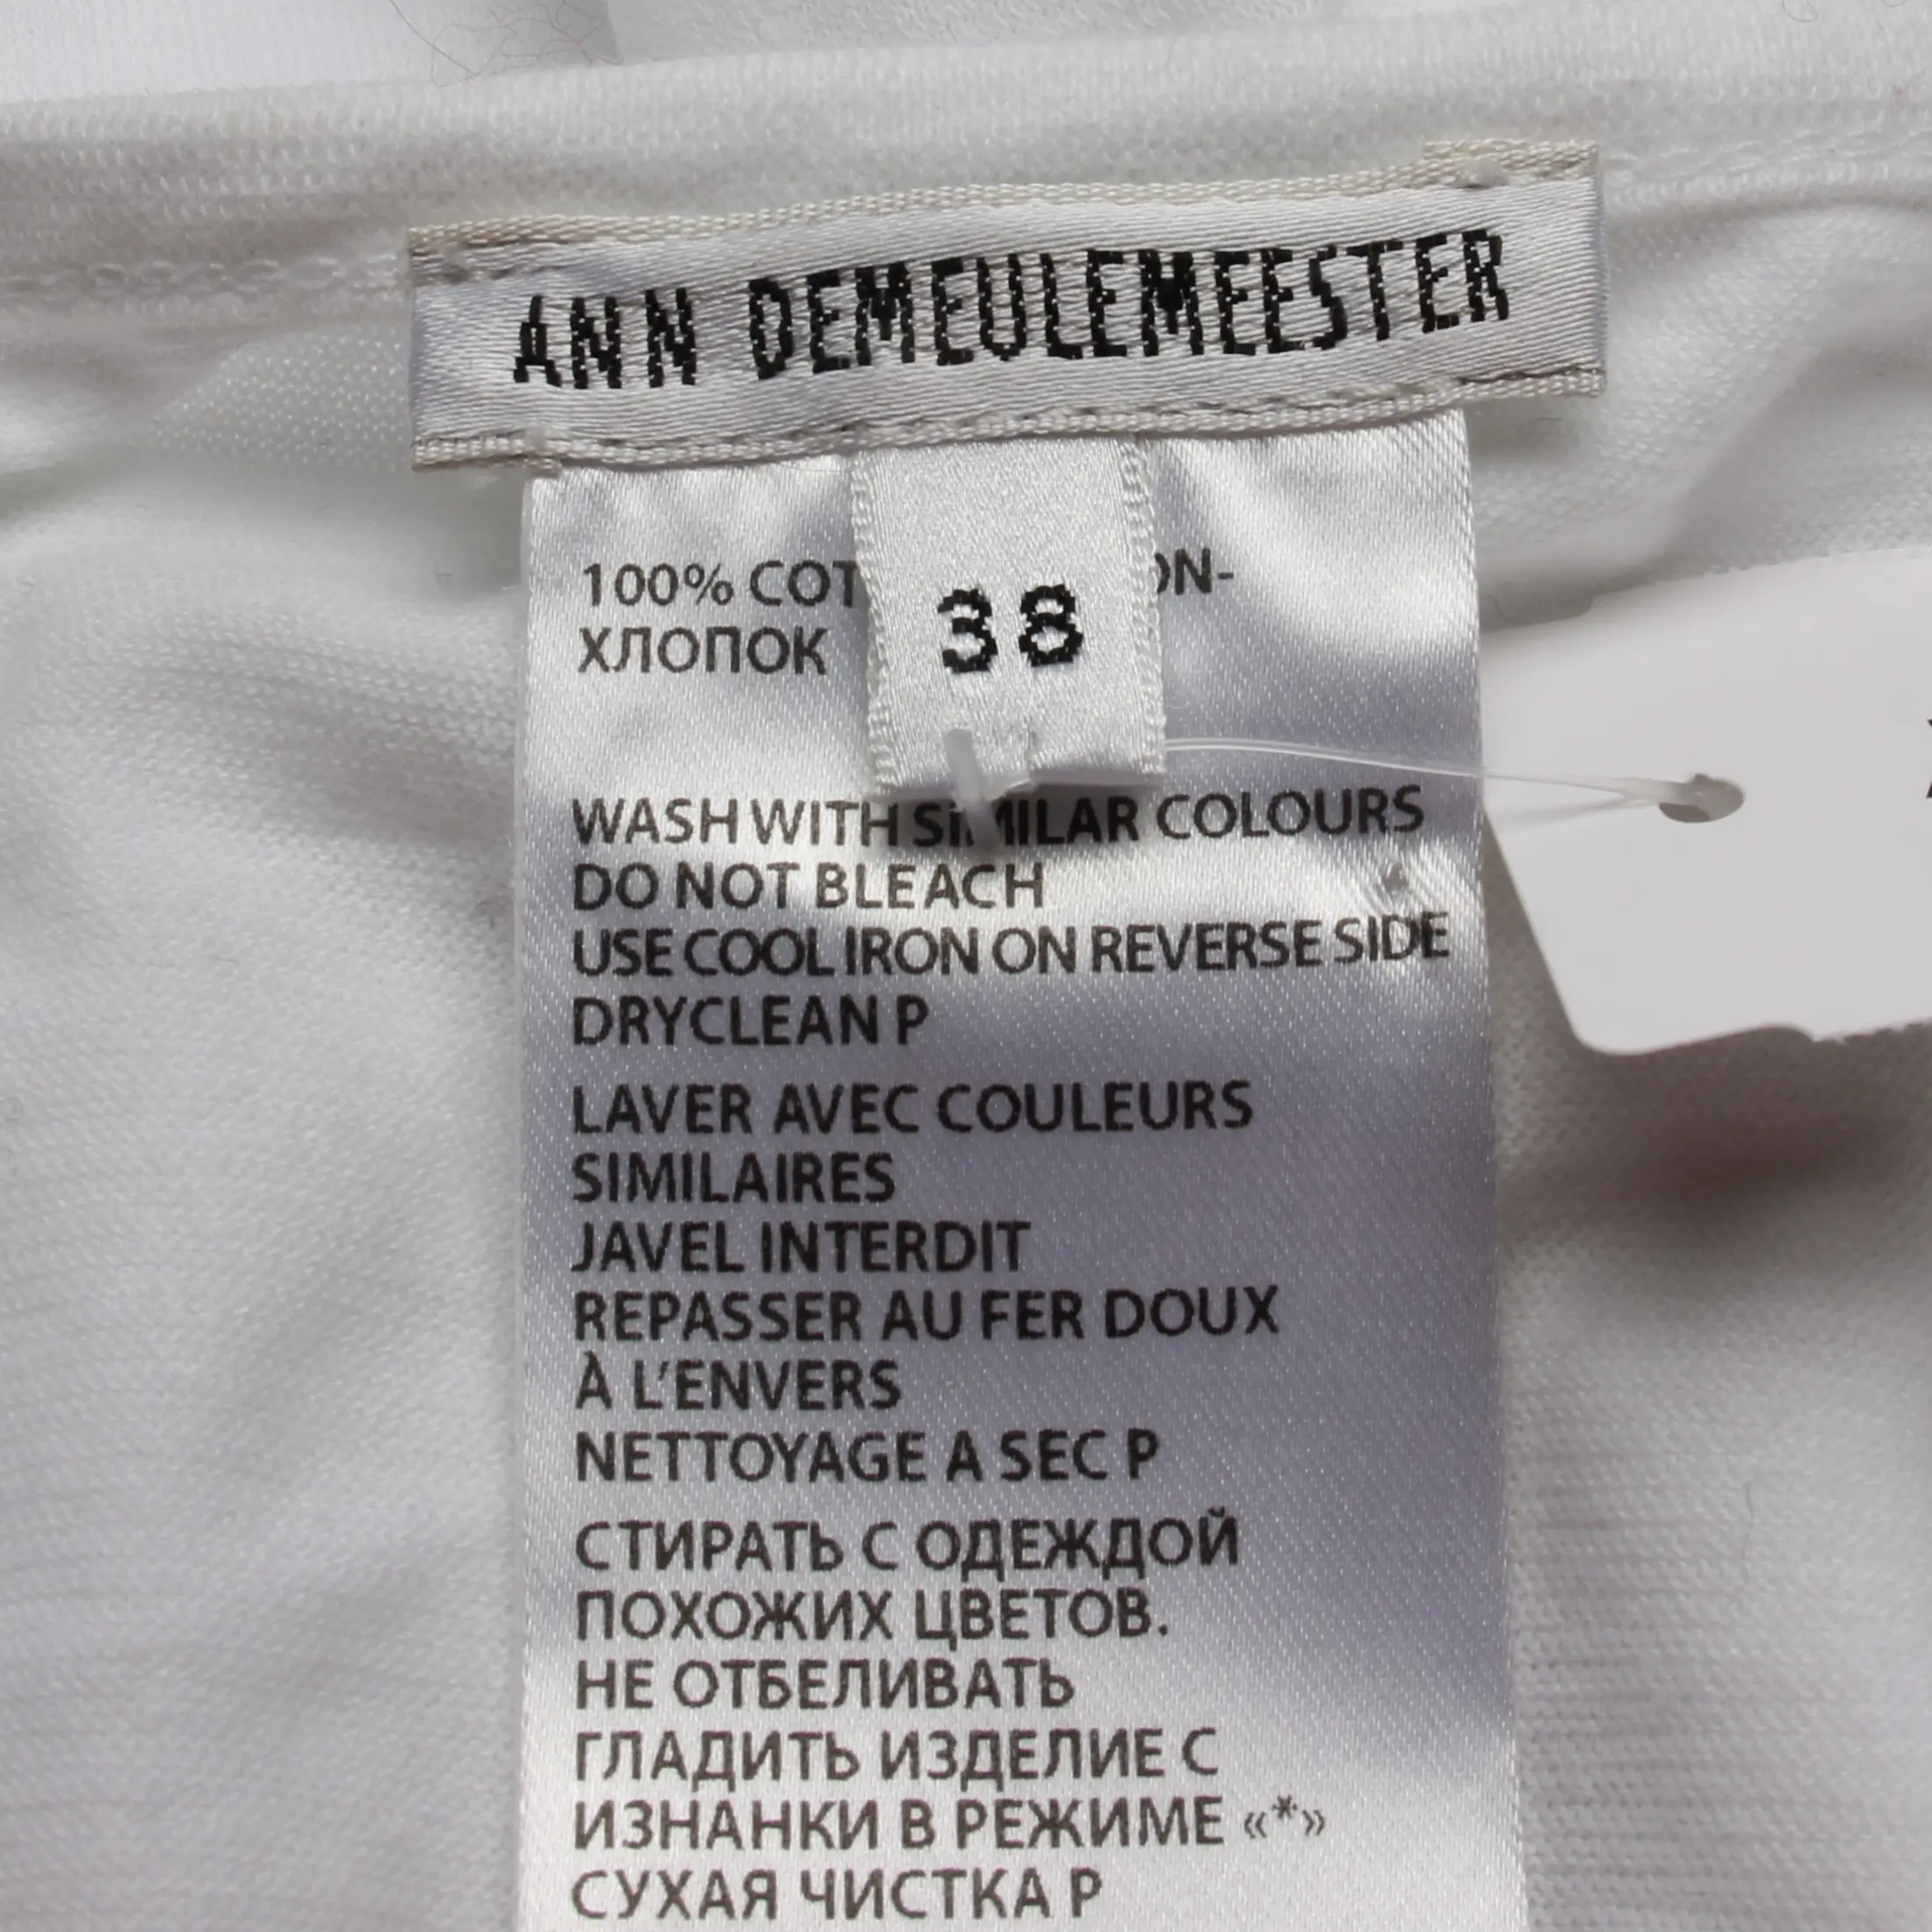 ANN DEMEULEMEESTER
38
100%
ХЛОПОК
WASH WITH SIMILAR COLOURS
DO NOT BLEACH
USE COOL IRON ON REVERSE SIDE
DRYCLEAN P
LAVER AVEC COULEURS
SIMILAIRES
JAVEL INTERDIT
REPASSER AU FER DOUX
À L'ENVERS
NETTOYAGE A SEC P
СТИРАТЬ С ОДЕЖДОЙ
ПОХОЖИХ ЦВЕТОВ.
НЕ ОТБЕЛИВАТЬ
ГЛАДИТЬ ИЗДЕЛИЕ С
ИЗНАНКИ В РЕЖИМЕ «*»
СУХАЯ ЧИСТКА P